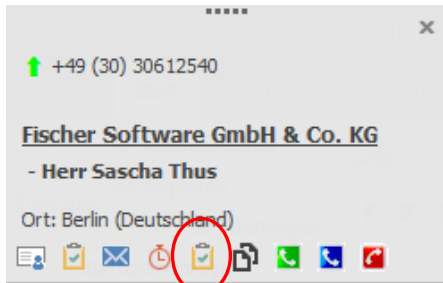 +49 (30) 30612540
Fischer Software GmbH & Co. KG
- Herr Sascha Thus
Ort: Berlin (Deutschland)